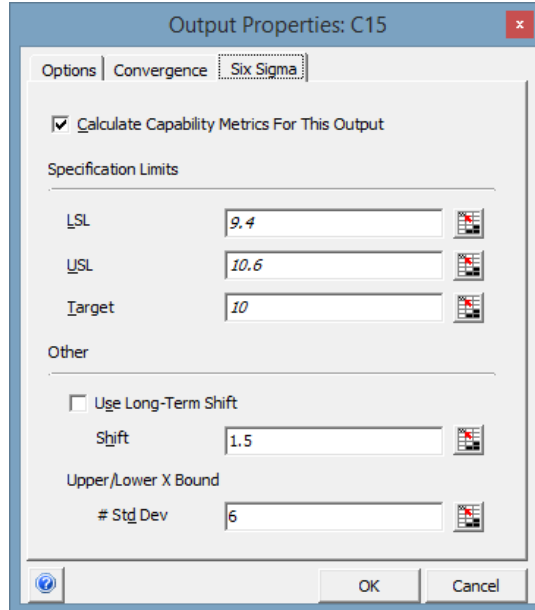 Output Properties: C15
x
Options Convergence Six Sigma
Calculate Capability Metrics For This Output
Specification Limits
LSL 9.4
USL 10.6
Target 10
Other
Use Long-Term Shift
Shift 1.5
Upper/Lower X Bound
# Std Dev 6
? OK Cancel